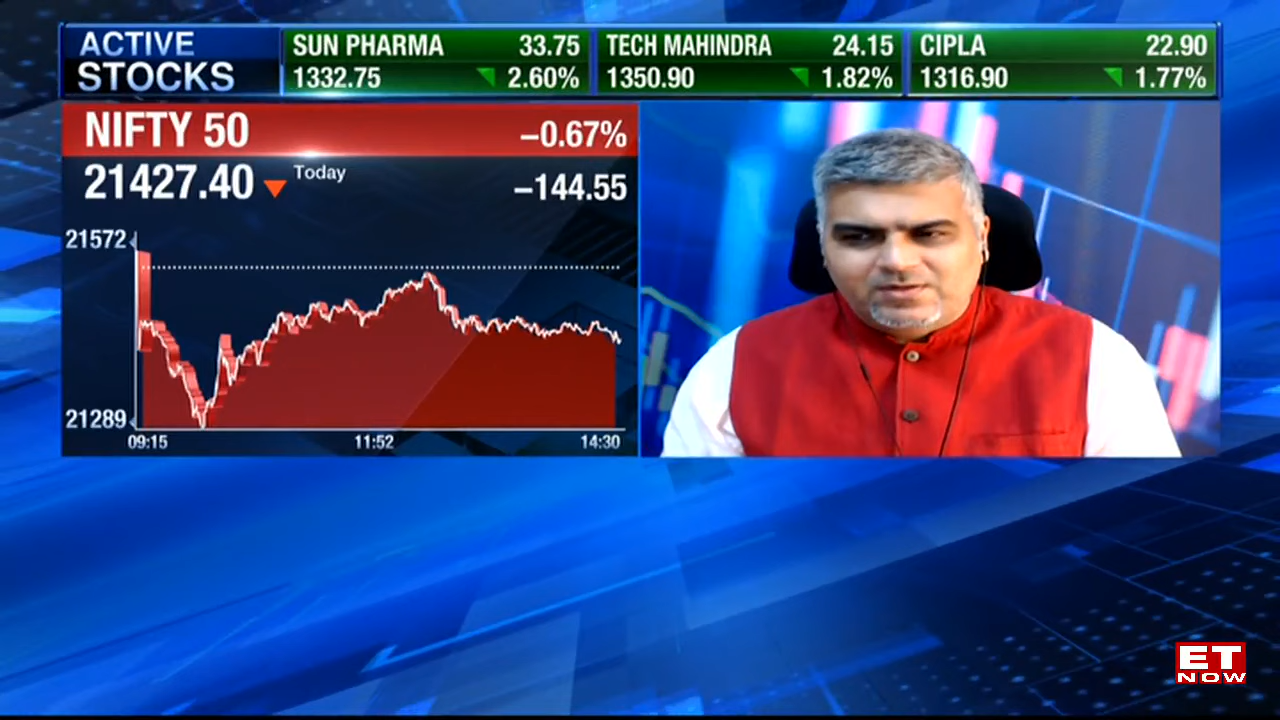 ACTIVE
STOCKS
SUN PHARMA 33.75
1332.75 2.60%
TECH MAHINDRA 24.15
1350.90 1.82%
CIPLA 22.90
1316.90 1.77%
NIFTY 50 –0.67%
21427.40 Today –144.55
21572
21289
09:15 11:52 14:30
ET
NOW